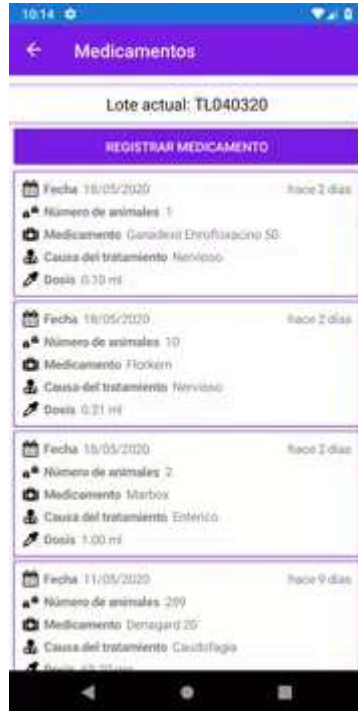 10:14
Medicamentos
Lote actual: TL040320
REGISTRAR MEDICAMENTO
Fecha 18/05/2020 hace 2 días
Número de animales 1
Medicamento Ganadexil Enrofloxacino 50
Causa del tratamiento Nervioso
Dosis 0.10 ml
Fecha 18/05/2020 hace 2 días
Número de animales 10
Medicamento Florkem
Causa del tratamiento Nervioso
Dosis 0.21 ml
Fecha 18/05/2020 hace 2 días
Número de animales 2
Medicamento Marbox
Causa del tratamiento Enterico
Dosis 1.00 ml
Fecha 11/05/2020 hace 9 días
Número de animales 299
Medicamento Denagard 20
Causa del tratamiento Caudofagia
Dosis